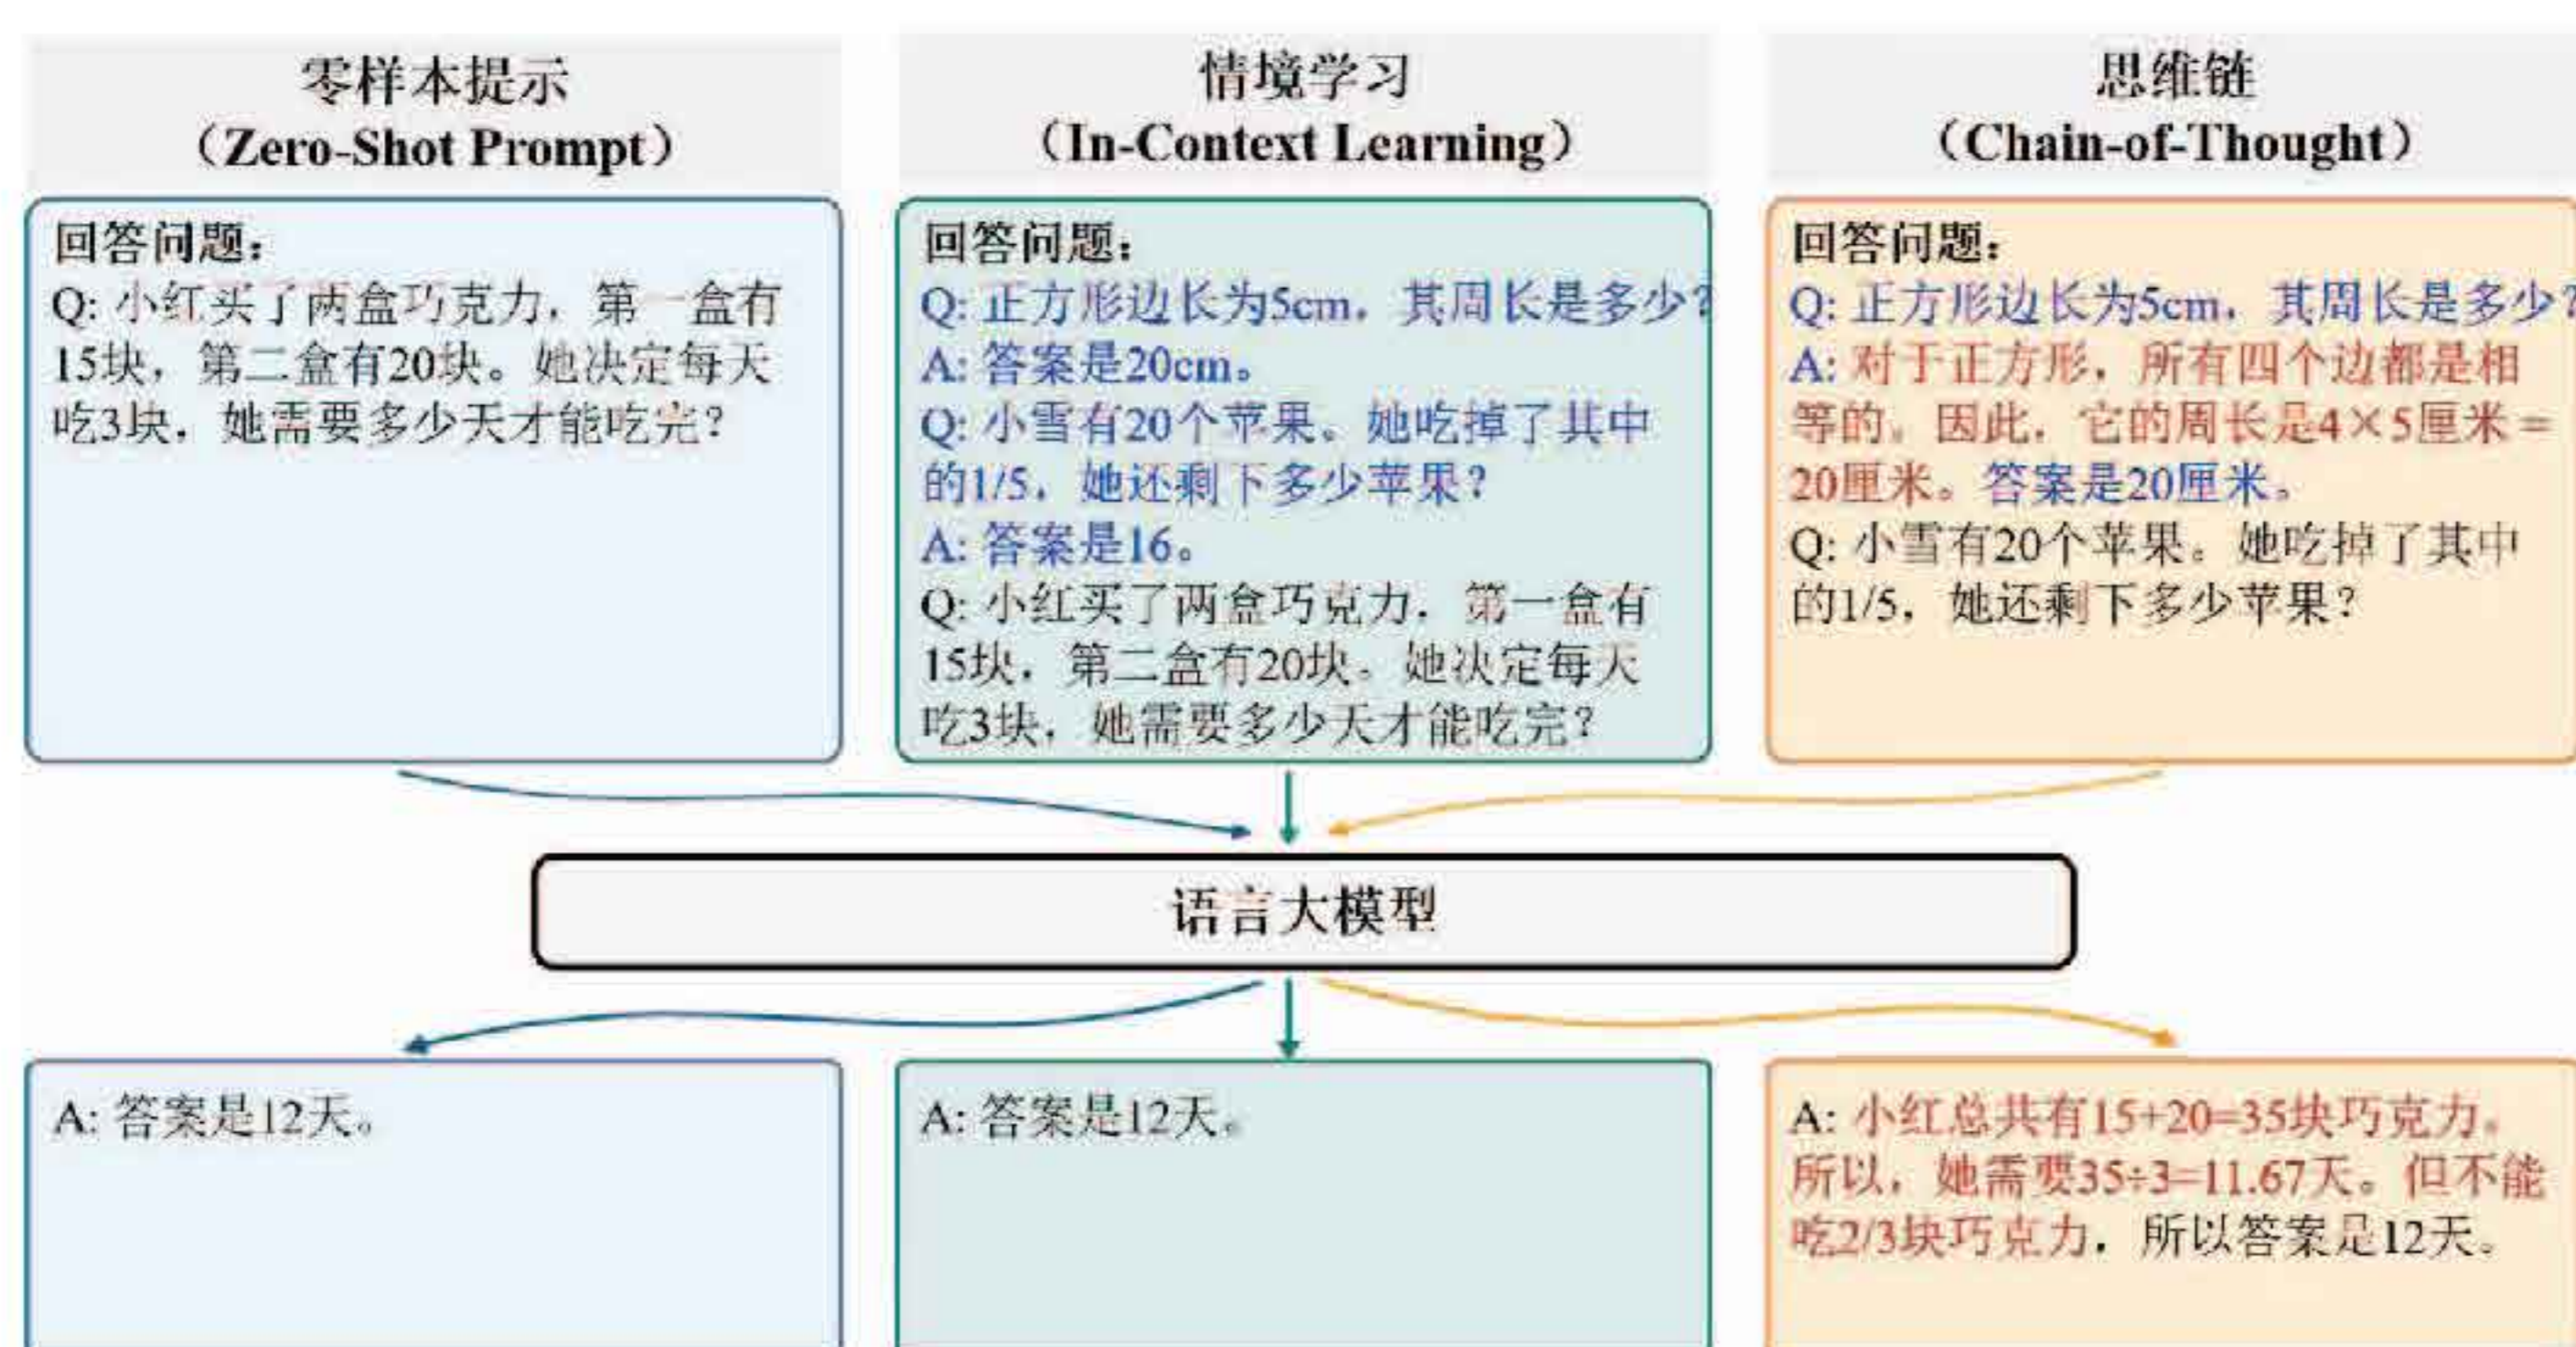 零样本提示
（Zero-Shot Prompt）
回答问题：
Q: 小红买了两盒巧克力，第一盒有
15块，第二盒有20块。她决定每天
吃3块，她需要多少天才能吃完？
情境学习
（In-Context Learning）
回答问题：
Q: 正方形边长为5cm，其周长是多少？
A: 答案是20cm。
Q: 小雪有20个苹果。她吃掉了其中
的1/5，她还剩下多少苹果？
A: 答案是16。
Q: 小红买了两盒巧克力，第一盒有
15块，第二盒有20块。她决定每天
吃3块，她需要多少天才能吃完？
思维链
（Chain-of-Thought）
回答问题：
Q: 正方形边长为5cm，其周长是多少？
A: 对于正方形，所有四个边都是相
等的。因此，它的周长是4×5厘米＝
20厘米。答案是20厘米。
Q: 小雪有20个苹果。她吃掉了其中
的1/5，她还剩下多少苹果？
语言大模型
A: 答案是12天。
A: 答案是12天。
A: 小红总共有15+20=35块巧克力。
所以，她需要35÷3=11.67天。但不能
吃2/3块巧克力，所以答案是12天。